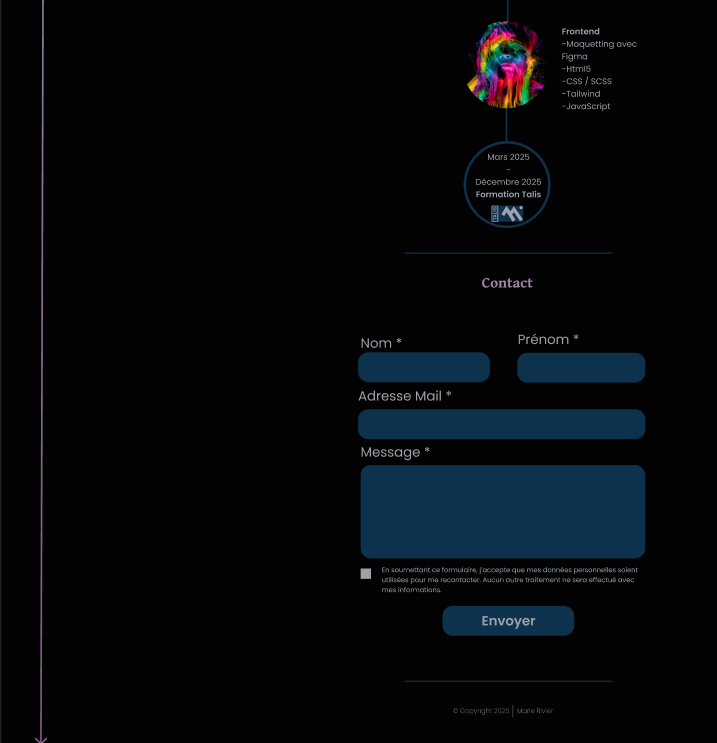 Frontend
-Maquetting avec
Figma
-Html5
-CSS / SCSS
-Tailwind
-JavaScript
Mars 2025
-
Décembre 2025
Formation Talis
TALIS
Contact
Nom *
Prénom *
Adresse Mail *
Message *
En soumettant ce formulaire, j'accepte que mes données personnelles soient
utilisées pour me recontacter. Aucun autre traitement ne sera effectué avec
mes informations.
Envoyer
© Copyright 2025 | Marie Rivier